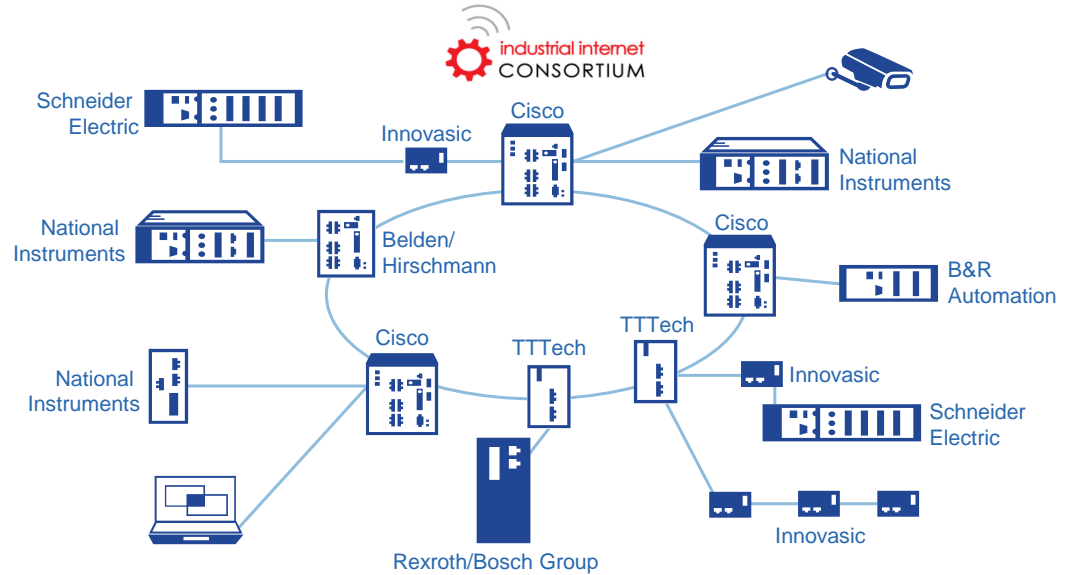 industrial internet
CONSORTIUM
Schneider
Electric
Innovasic
Cisco
National
Instruments
National
Instruments
Belden/
Hirschmann
Cisco
B&R
Automation
National
Instruments
Cisco
TTTech
TTTech
Innovasic
Schneider
Electric
Innovasic
Rexroth/Bosch Group